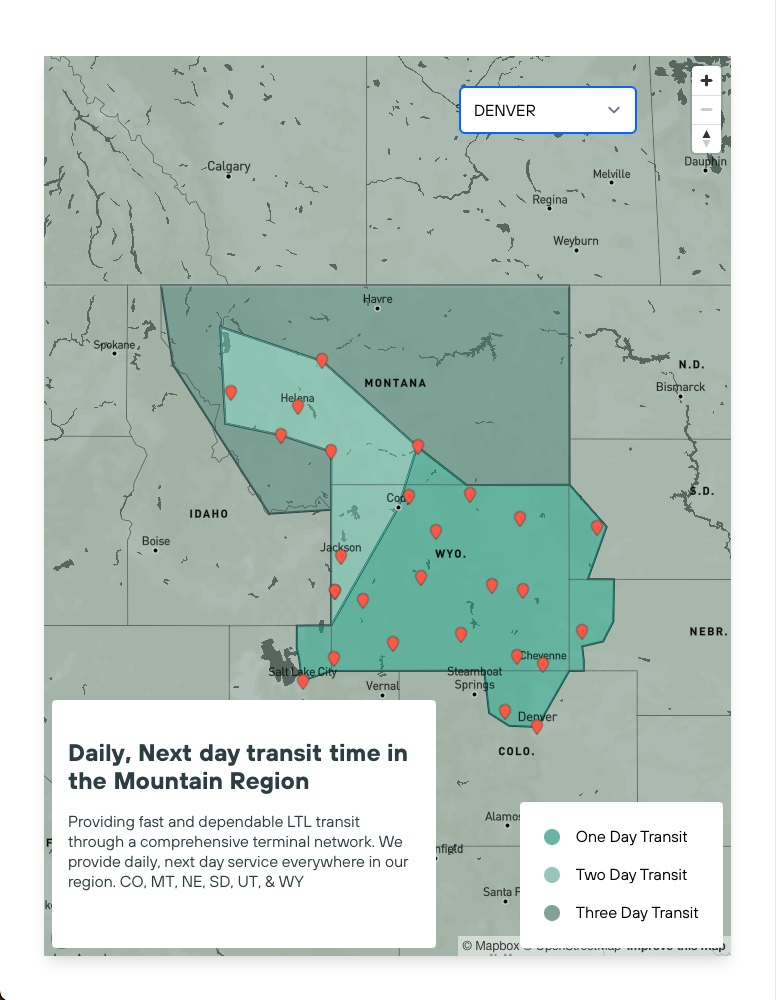 DENVER
Calgary
Dauphin
Melville
Regina
Weyburn
Havre
Spokane
N.D.
MONTANA
Bismarck
Helena
S.D.
IDAHO
Boise
Jackson
WYO.
NEBR.
Cheyenne
Salt Lake City
Steamboat
Springs
Vernal
Denver
COLO.
Daily, Next day transit time in
the Mountain Region
Providing fast and dependable LTL transit
through a comprehensive terminal network. We
provide daily, next day service everywhere in our
region. CO, MT, NE, SD, UT, & WY
One Day Transit
Two Day Transit
Three Day Transit
© Mapbox © OpenStreetMap Improve this map